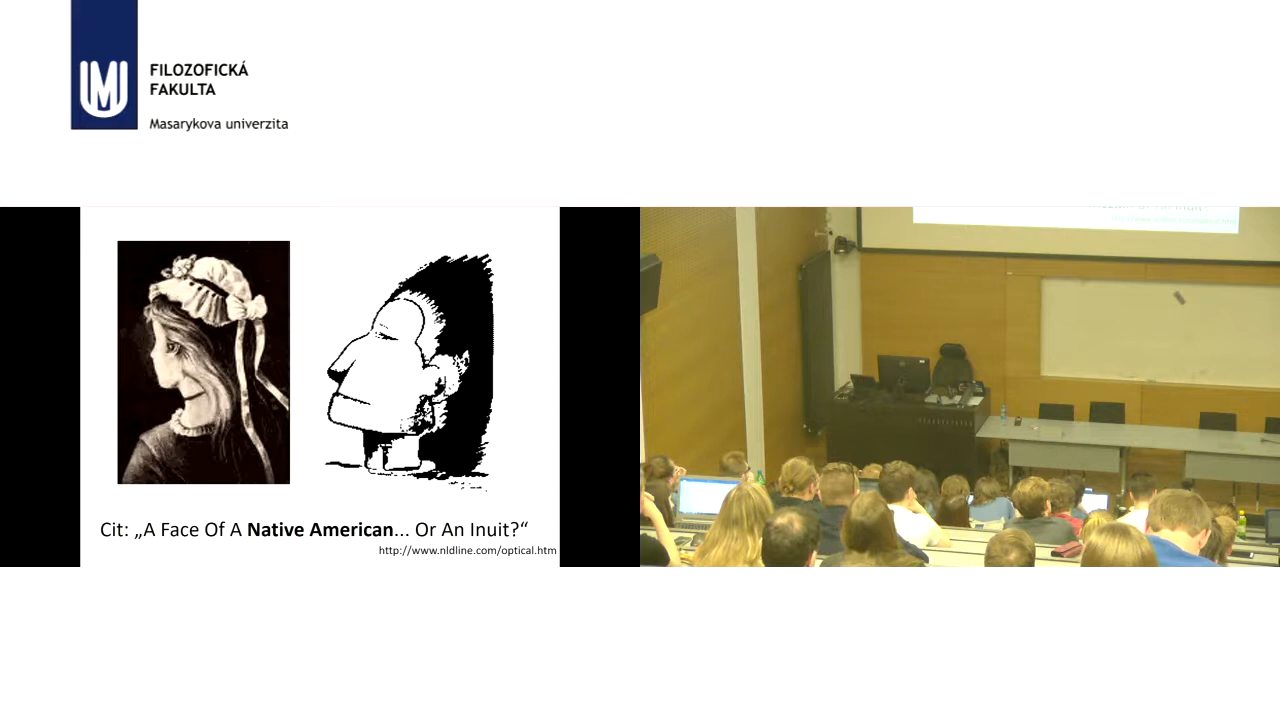 FILOZOFICKÁ
FAKULTA
Masarykova univerzita
Cit: „A Face Of A Native American... Or An Inuit?“
http://www.nldline.com/optical.htm